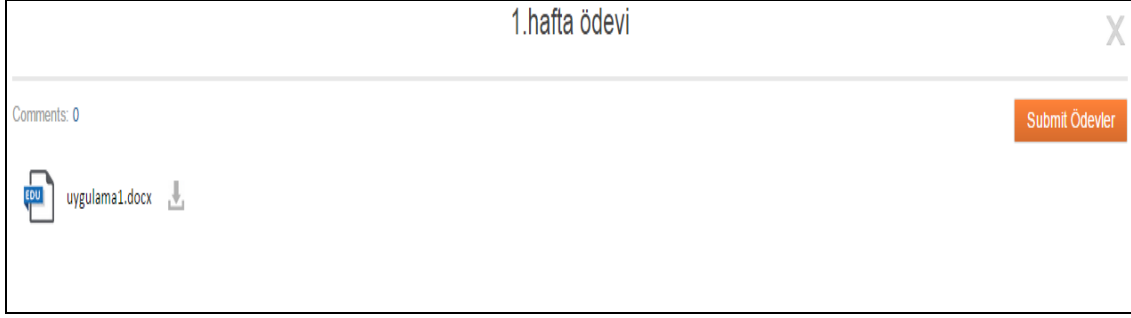 1.hafta ödevi
X
Comments: 0
Submit Ödevler
EDU
uygulama1.docx